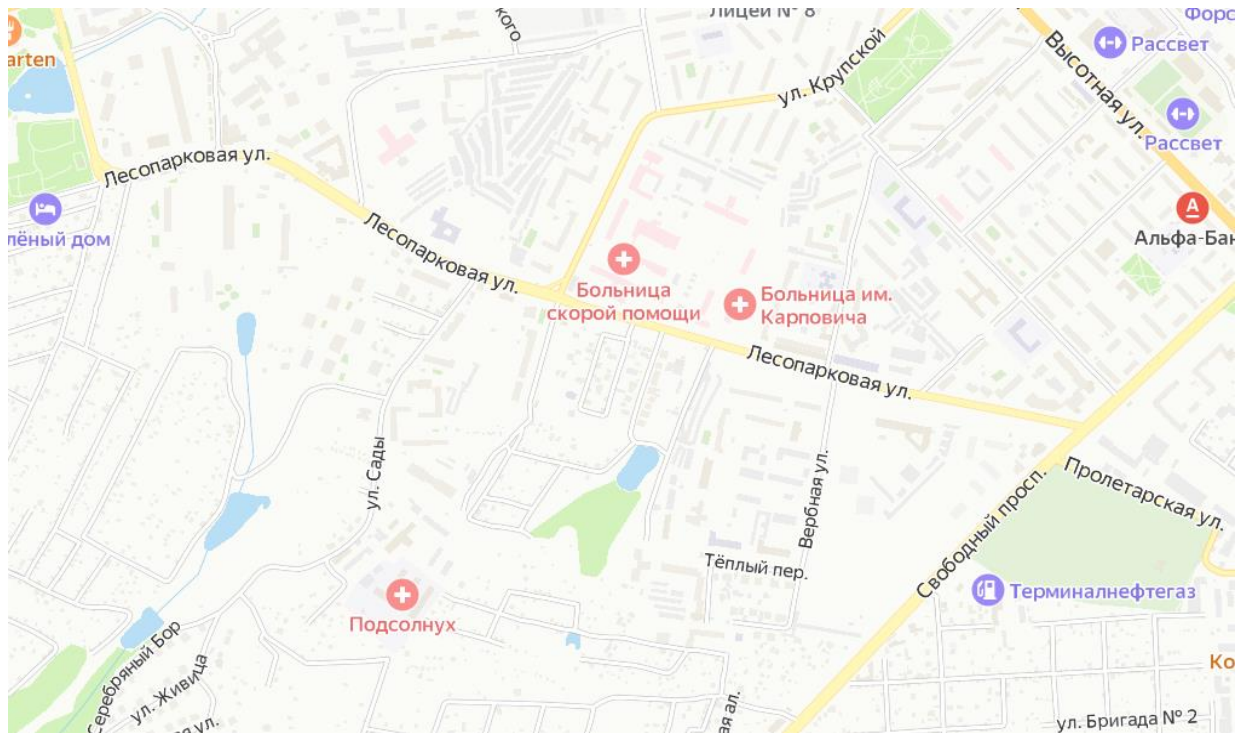 Лицей № 8
arten
ул. Крупской
Высотная ул.
Рассвет
Рассвет
Лесопарковая ул.
лёный дом
Альфа-Бан
Лесопарковая ул.
Больница
скорой помощи
Больница им.
Карповича
Лесопарковая ул.
ул. Сады
Вербная ул.
Свободный просп.
Пролетарская ул.
Тёплый пер.
Терминалнефтегаз
Подсолнух
Серебряный Бор
ул. Живица
ул. Бригада № 2